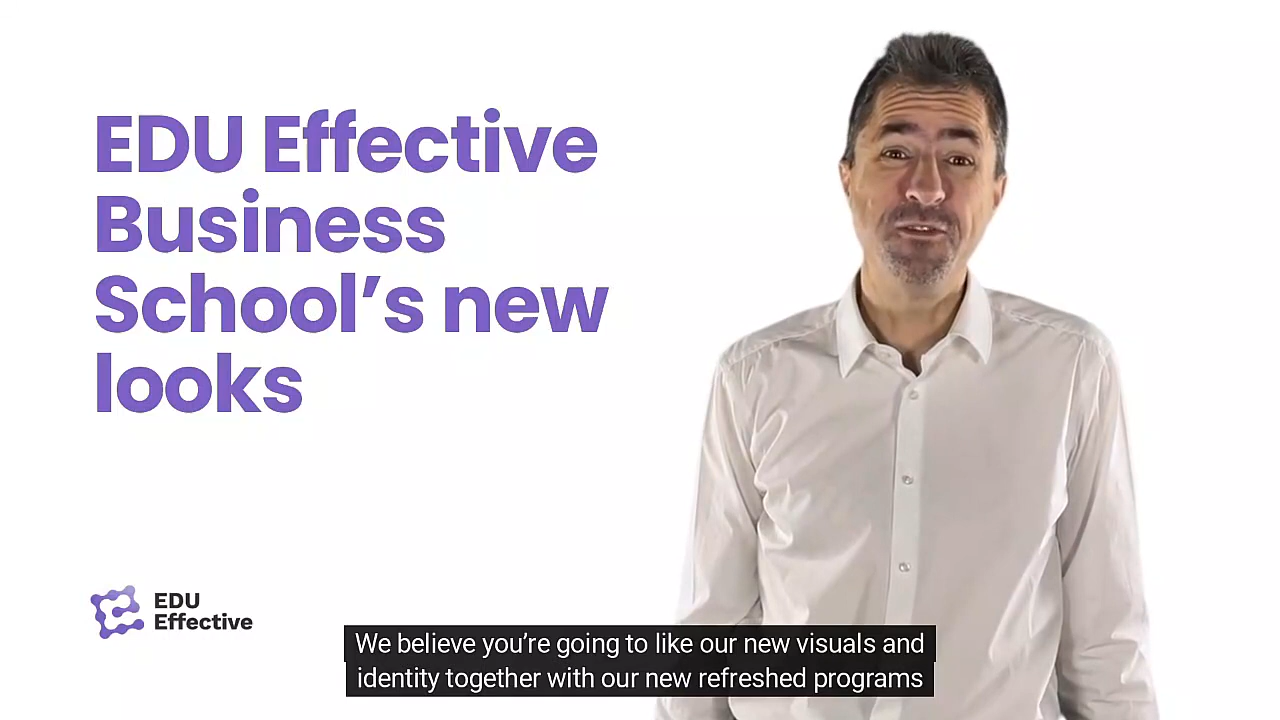 EDU Effective
Business
School’s new
looks
EDU
Effective
We believe you’re going to like our new visuals and
identity together with our new refreshed programs